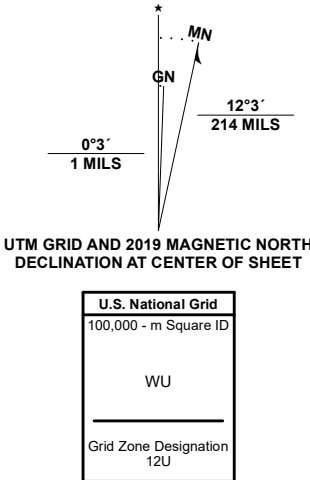 ★
MN
GN
12°3´
214 MILS
0°3´
1 MILS
UTM GRID AND 2019 MAGNETIC NORTH
DECLINATION AT CENTER OF SHEET
U.S. National Grid
100,000 - m Square ID
WU
Grid Zone Designation
12U